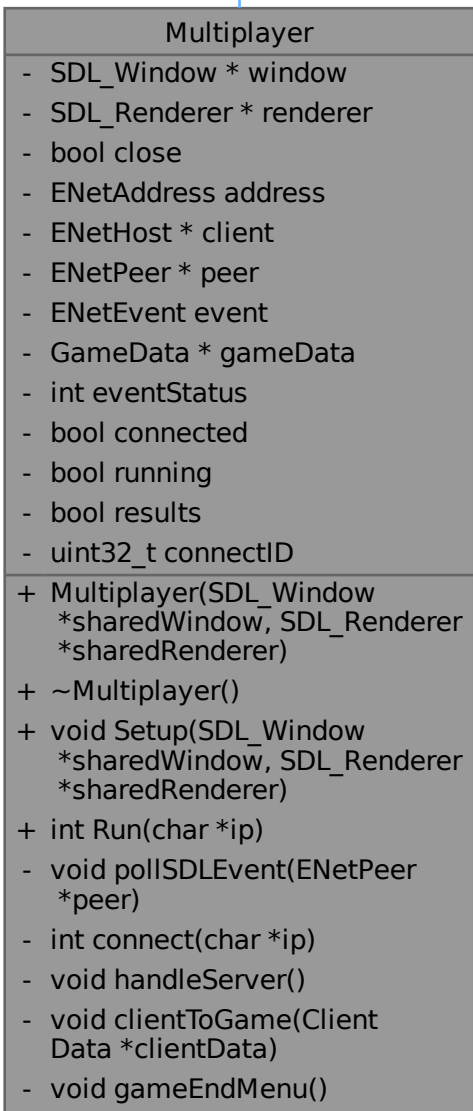 Multiplayer
- SDL_Window * window
- SDL_Renderer * renderer
- bool close
- ENetAddress address
- ENetHost * client
- ENetPeer * peer
- ENetEvent event
- GameData * gameData
- int eventStatus
- bool connected
- bool running
- bool results
- uint32_t connectID
+ Multiplayer(SDL_Window
*sharedWindow, SDL_Renderer
*sharedRenderer)
+ ~Multiplayer()
+ void Setup(SDL_Window
*sharedWindow, SDL_Renderer
*sharedRenderer)
+ int Run(char *ip)
- void pollSDLEvent(ENetPeer
*peer)
- int connect(char *ip)
- void handleServer()
- void clientToGame(Client
Data *clientData)
- void gameEndMenu()